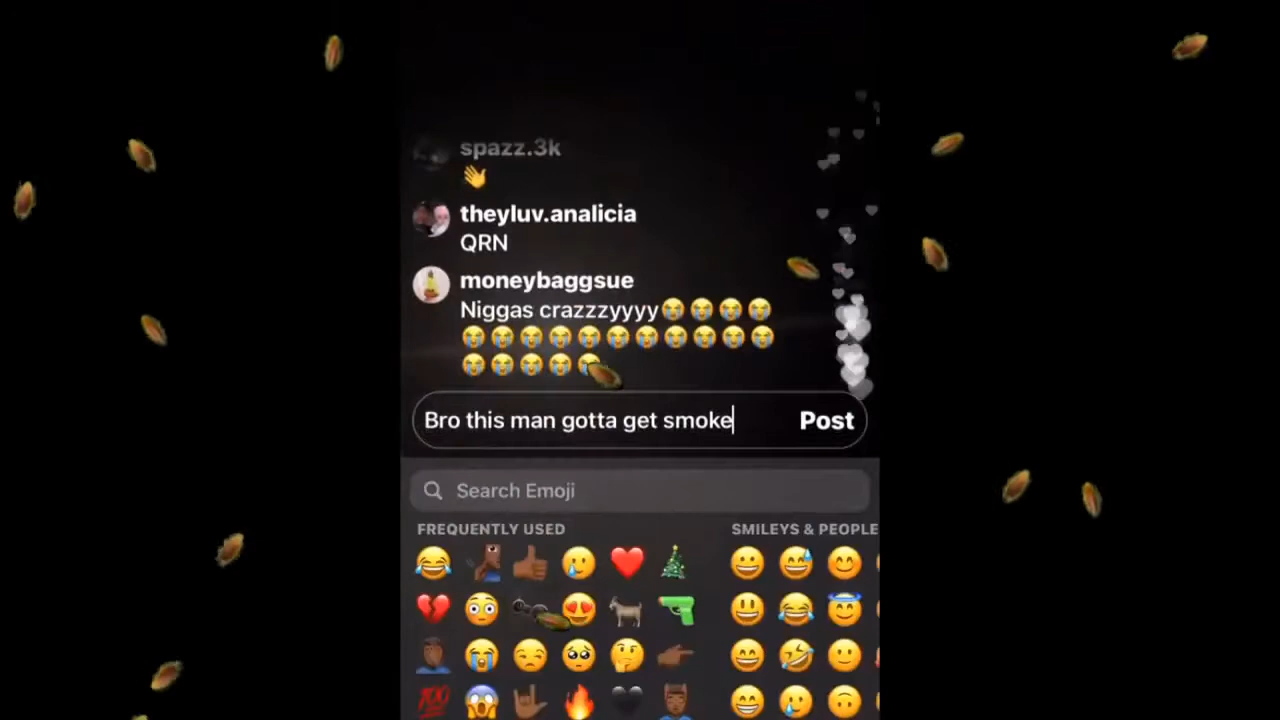 spazz.3k
👋
theyluv.analicia
QRN
moneybaggsue
Niggas crazzzyyyy😭😭😭😭
😭😭😭😭😭😭😭😭😭😭😭
😭😭😭😭😭
Bro this man gotta get smoke
Post
Search Emoji
FREQUENTLY USED
SMILEYS & PEOPLE